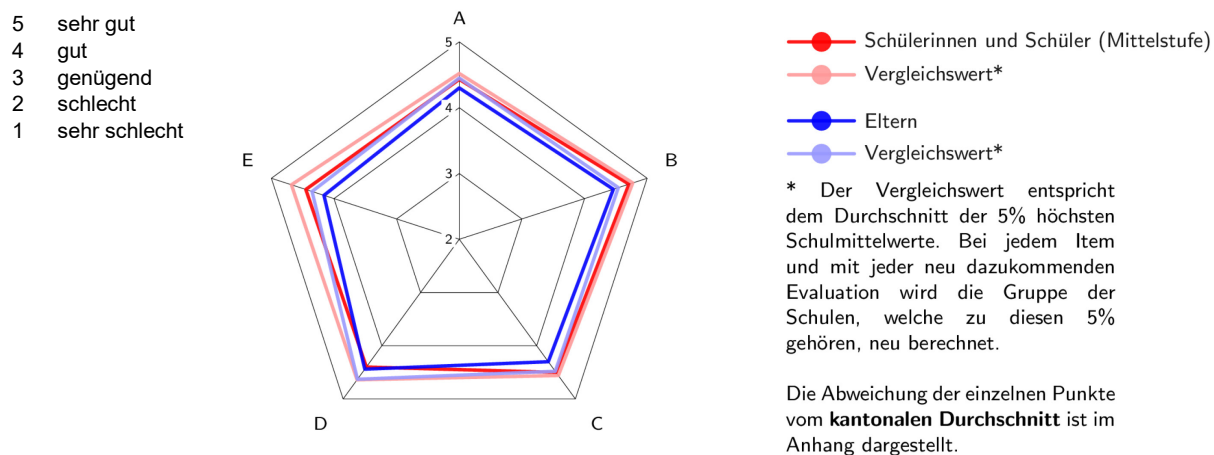 5 sehr gut
4 gut
3 genügend
2 schlecht
1 sehr schlecht
A
5
4
3
2
B
C
D
E
Schülerinnen und Schüler (Mittelstufe)
Vergleichswert*
Eltern
Vergleichswert*
* Der Vergleichswert entspricht
dem Durchschnitt der 5% höchsten
Schulmittelwerte. Bei jedem Item
und mit jeder neu dazukommenden
Evaluation wird die Gruppe der
Schulen, welche zu diesen 5%
gehören, neu berechnet.
Die Abweichung der einzelnen Punkte
vom kantonalen Durchschnitt ist im
Anhang dargestellt.